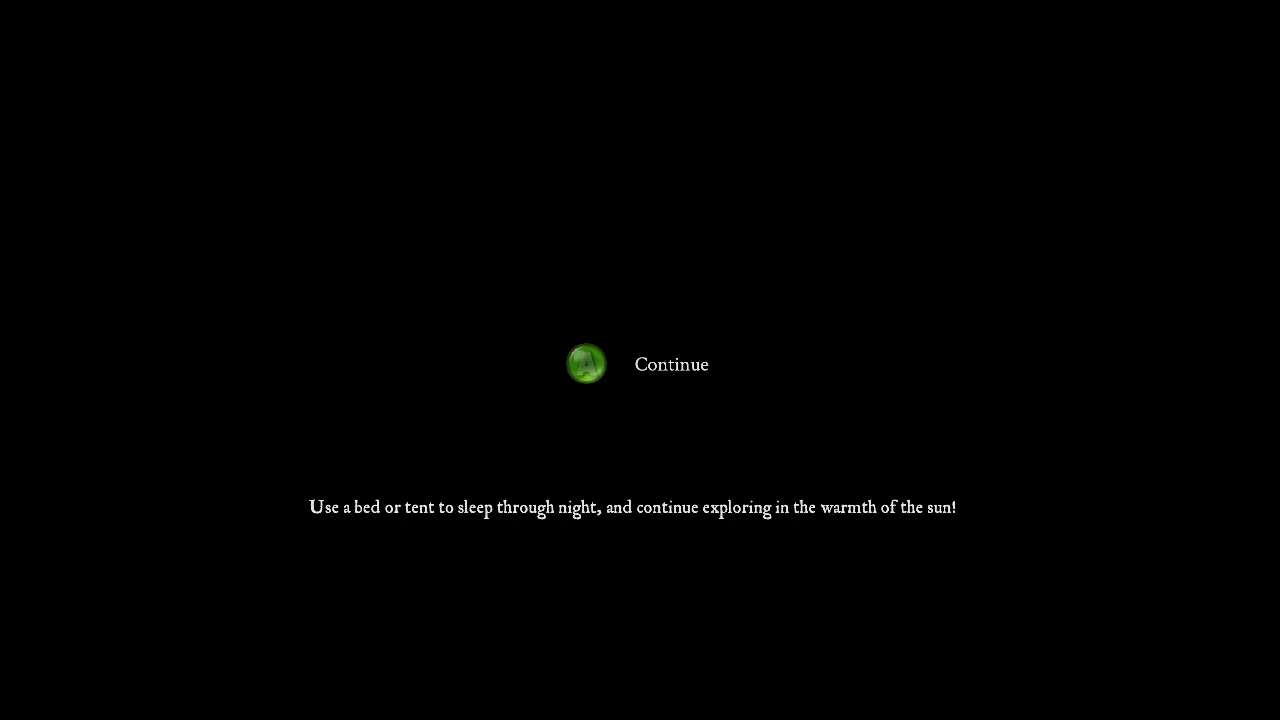 A Continue
Use a bed or tent to sleep through night, and continue exploring in the warmth of the sun!